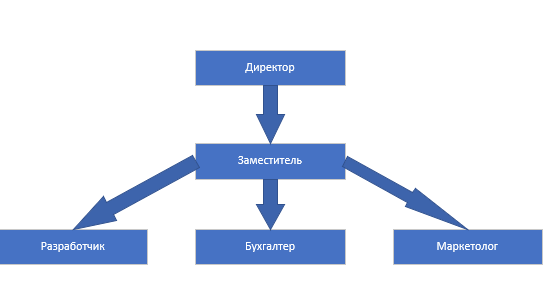 Директор
Заместитель
Разработчик
Бухгалтер
Маркетолог